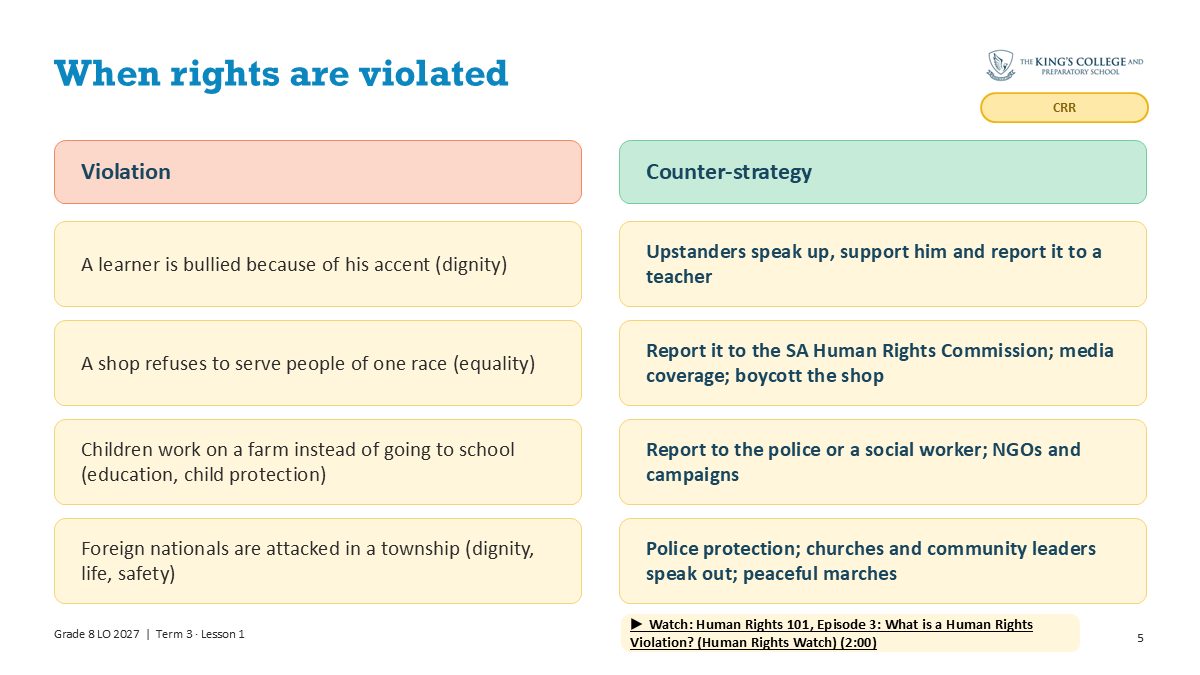 When rights are violated
THE KING'S COLLEGE AND
PREPARATORY SCHOOL
CRR
Violation
Counter-strategy
A learner is bullied because of his accent (dignity)
Upstanders speak up, support him and report it to a
teacher
A shop refuses to serve people of one race (equality)
Report it to the SA Human Rights Commission; media
coverage; boycott the shop
Children work on a farm instead of going to school
(education, child protection)
Report to the police or a social worker; NGOs and
campaigns
Foreign nationals are attacked in a township (dignity,
life, safety)
Police protection; churches and community leaders
speak out; peaceful marches
Grade 8 LO 2027 | Term 3 · Lesson 1
▶ Watch: Human Rights 101, Episode 3: What is a Human Rights
Violation? (Human Rights Watch) (2:00)
5